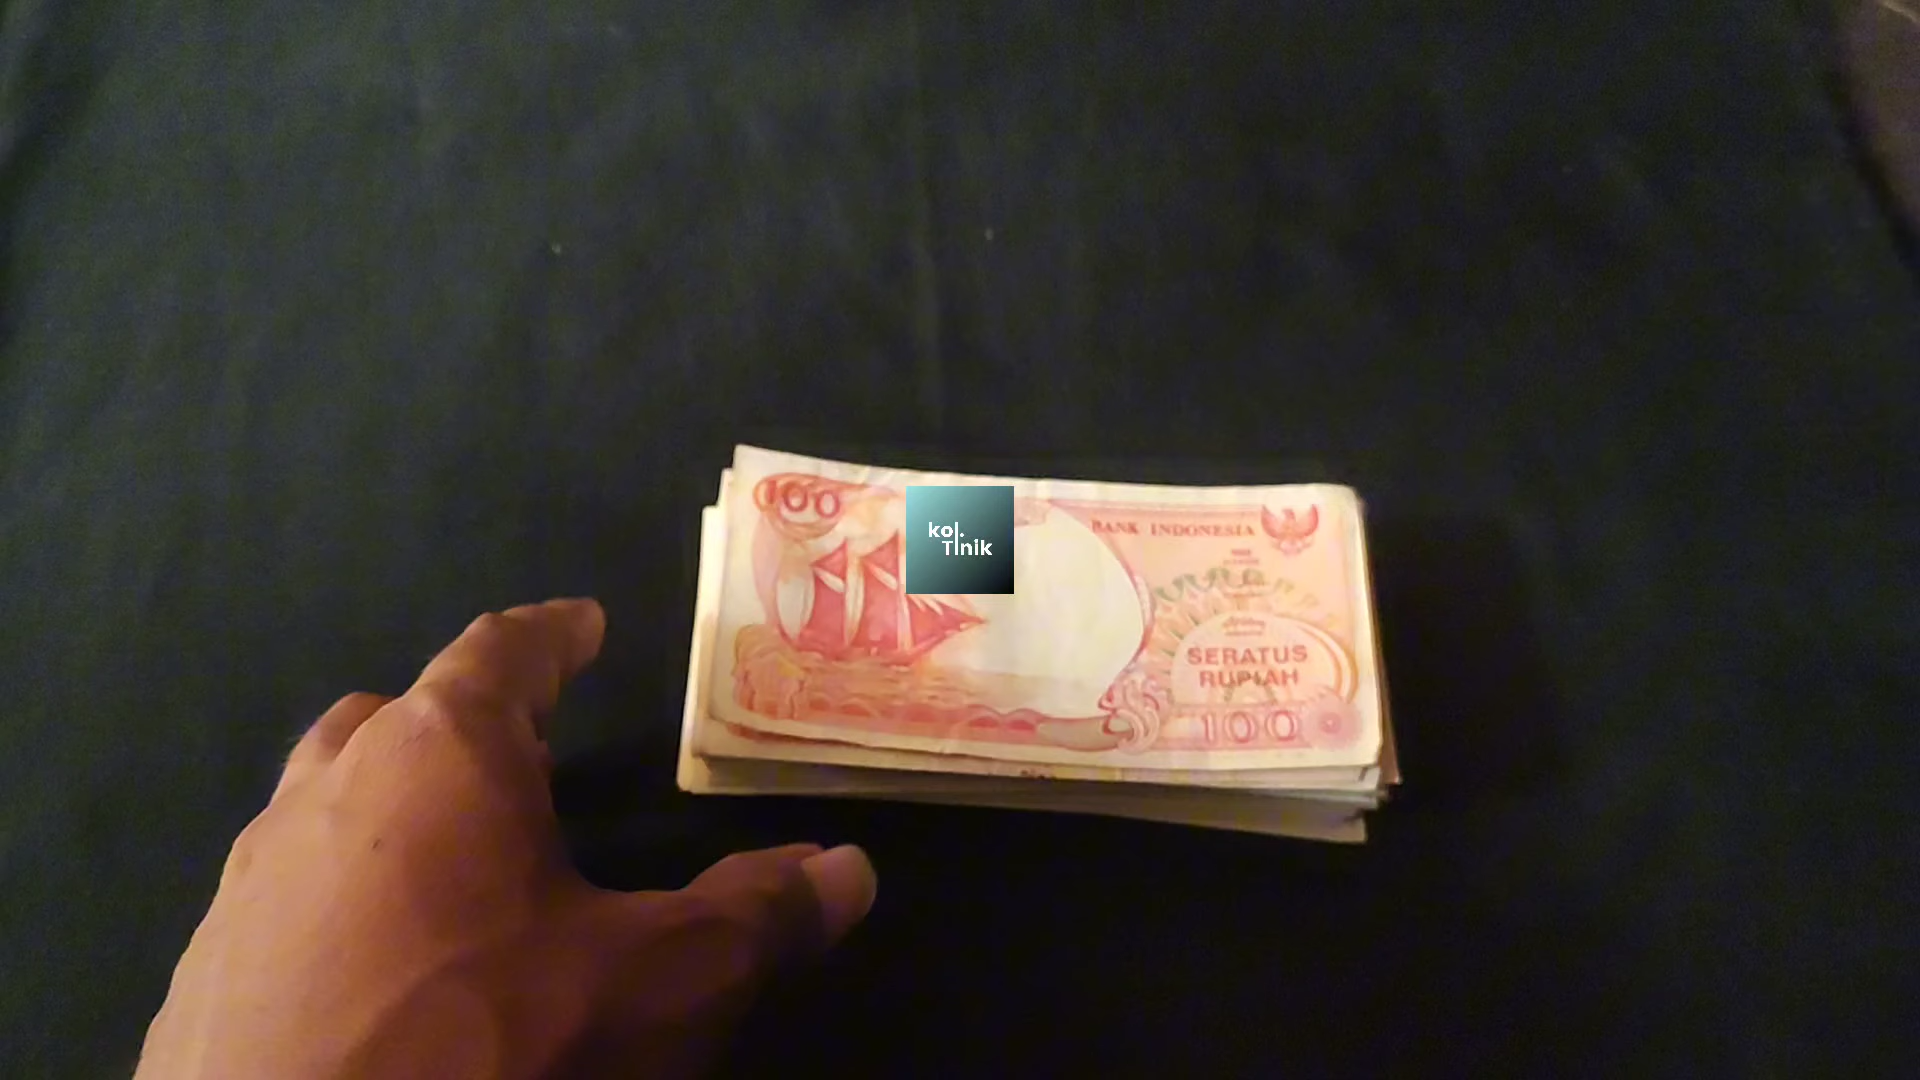 100
BANK INDONESIA
kol.
TInik
SERATUS
RUPIAH
100